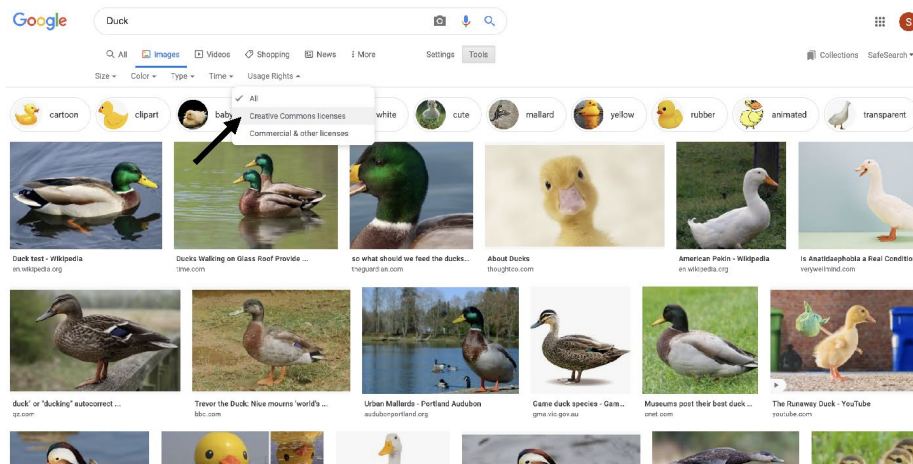 Google
Duck
S
All Images Videos Shopping News More Settings Tools
Collections SafeSearch
Size Color Type Time Usage Rights
All
Creative Commons licenses
Commercial & other licenses
cartoon clipart baby white cute mallard yellow rubber animated transparent
Duck test - Wikipedia
en.wikipedia.org
Ducks Walking on Glass Roof Provide ...
time.com
so what should we feed the ducks...
theguardian.com
About Ducks
thoughtco.com
American Pekin - Wikipedia
en.wikipedia.org
Is Anatidaephobia a Real Conditio
verywellmind.com
duck' or "ducking" autocorrect ...
qz.com
Trevor the Duck: Niue mourns 'world's ...
bbc.com
Urban Mallards - Portland Audubon
audubonportland.org
Game duck species - Gam...
gma.vic.gov.au
Museums post their best duck ...
cnet.com
The Runaway Duck - YouTube
youtube.com